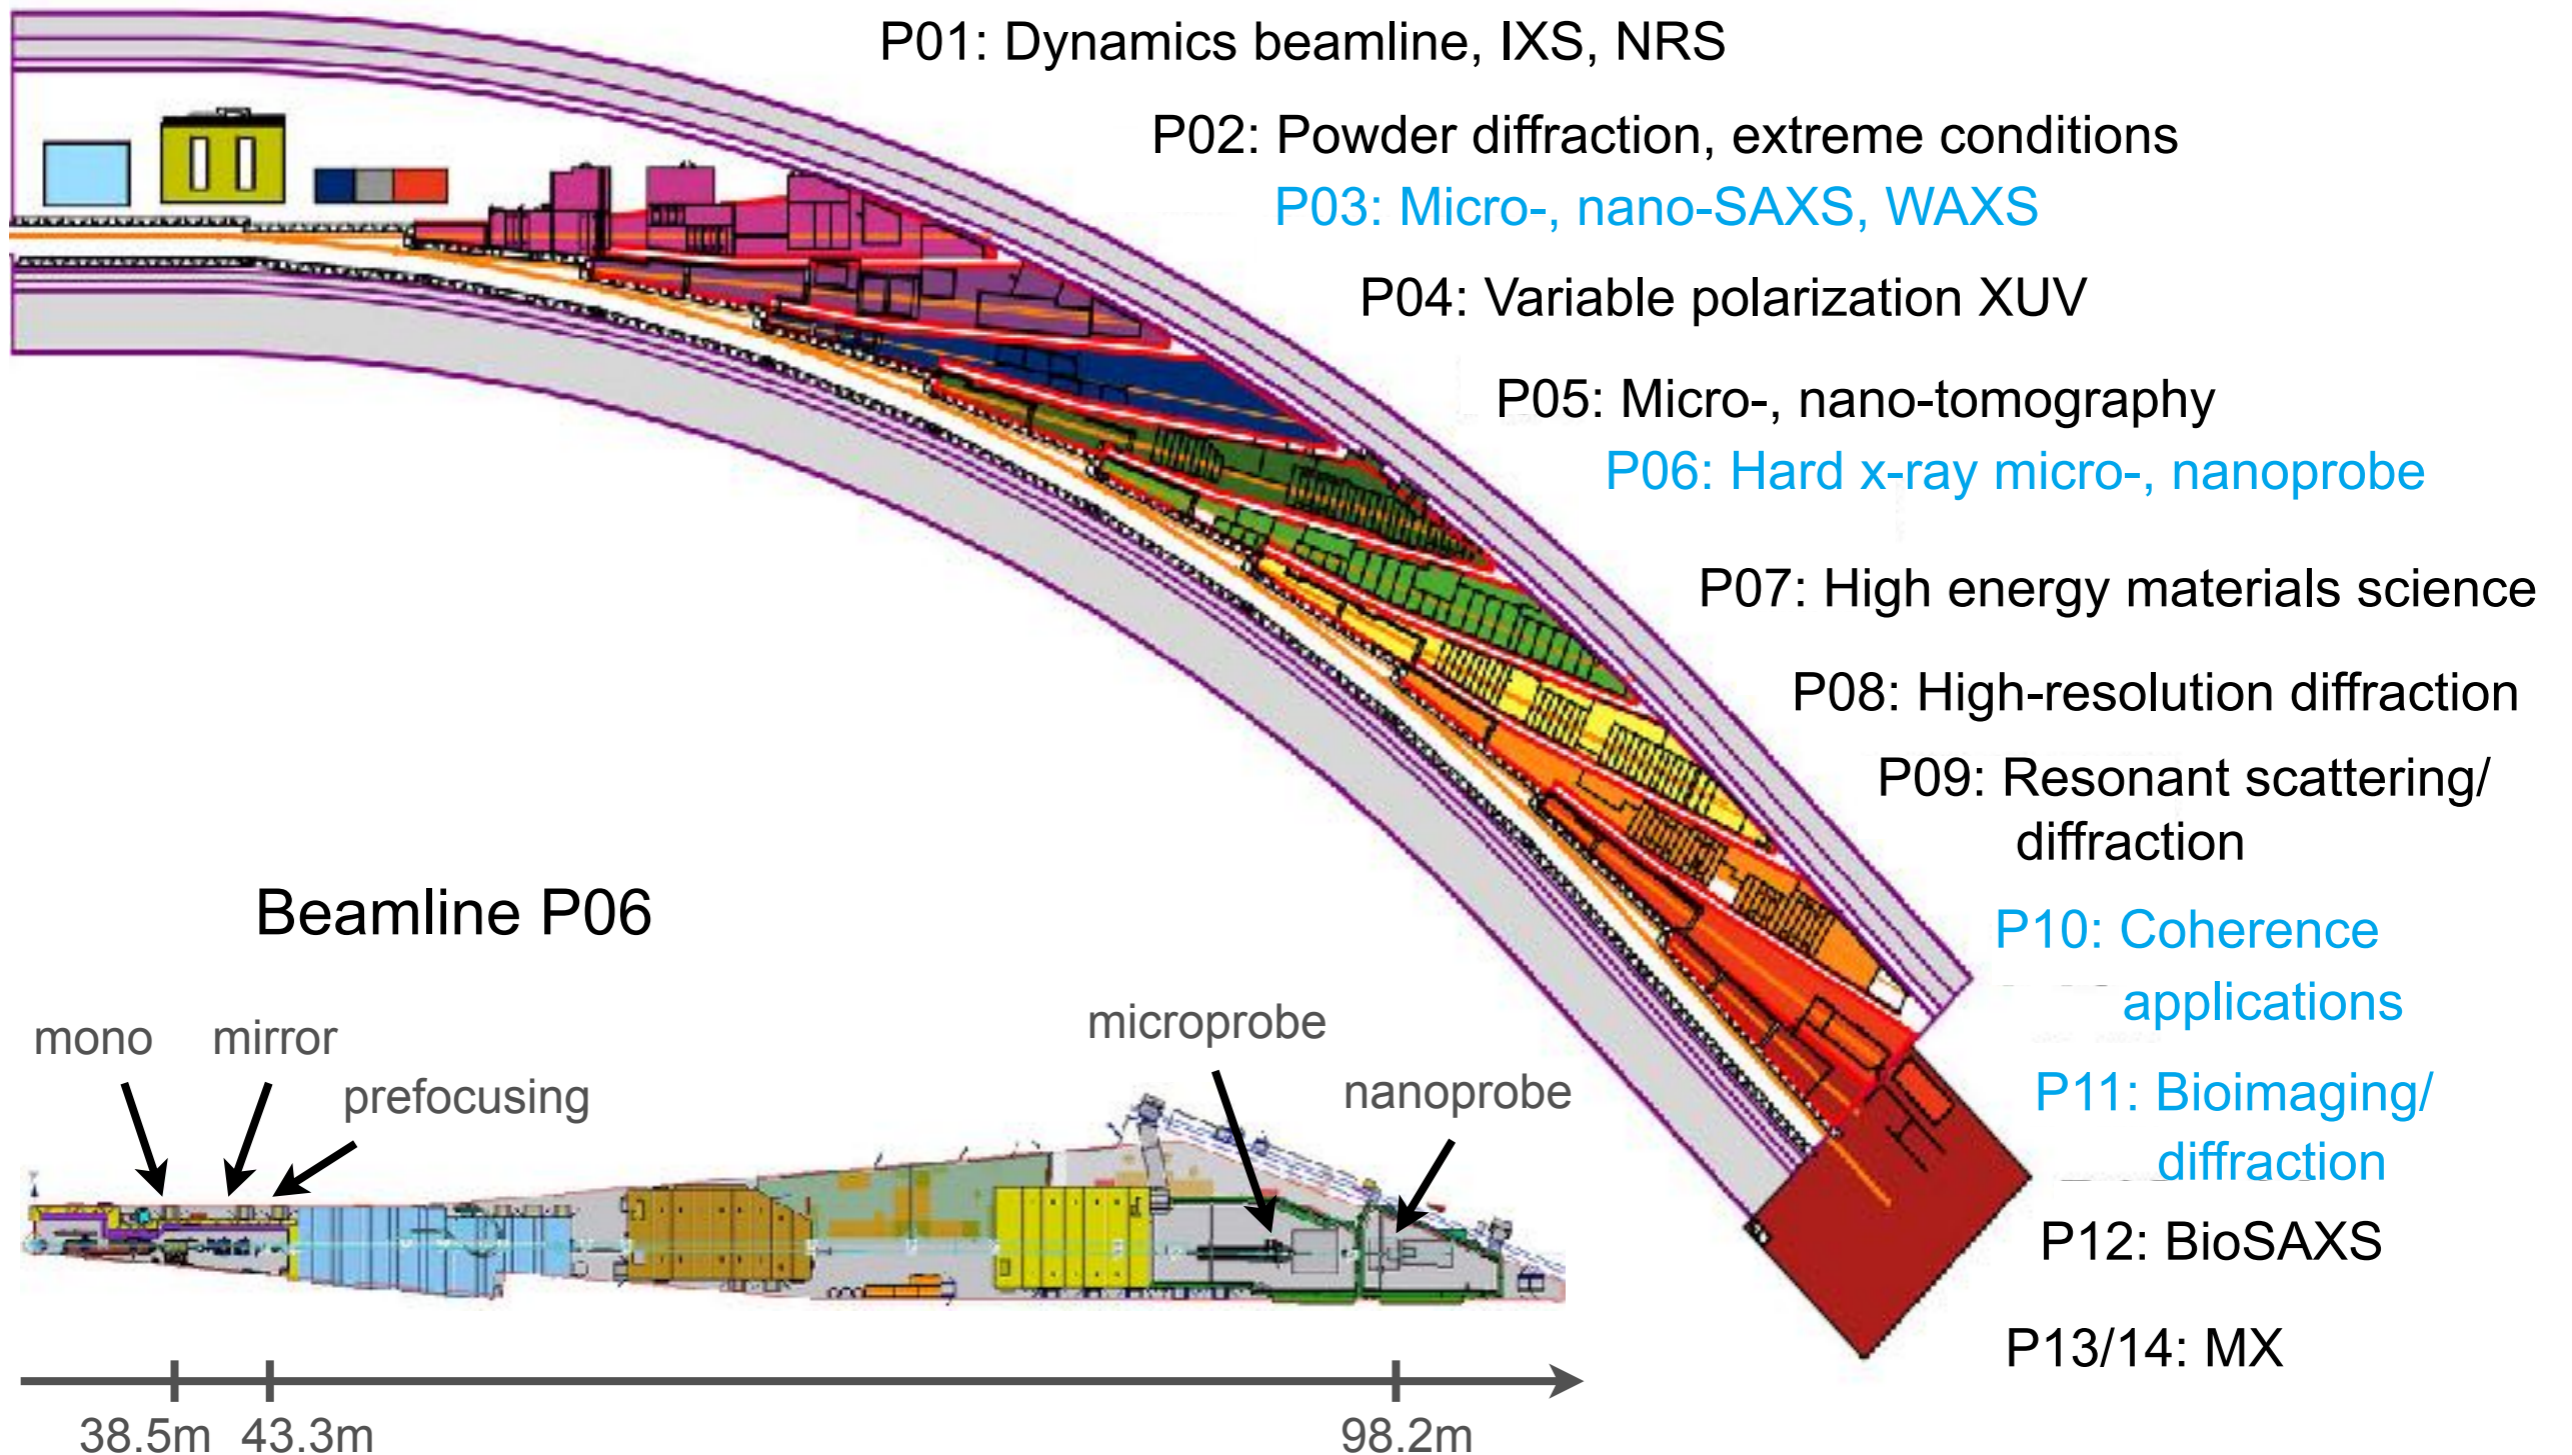 P01: Dynamics beamline, IXS, NRS
P02: Powder diffraction, extreme conditions
P03: Micro-, nano-SAXS, WAXS
P04: Variable polarization XUV
P05: Micro-, nano-tomography
P06: Hard x-ray micro-, nanoprobe
P07: High energy materials science
P08: High-resolution diffraction
P09: Resonant scattering/
diffraction
P10: Coherence
applications
P11: Bioimaging/
diffraction
P12: BioSAXS
P13/14: MX
Beamline P06
mono
mirror
prefocusing
microprobe
nanoprobe
38.5m
43.3m
98.2m